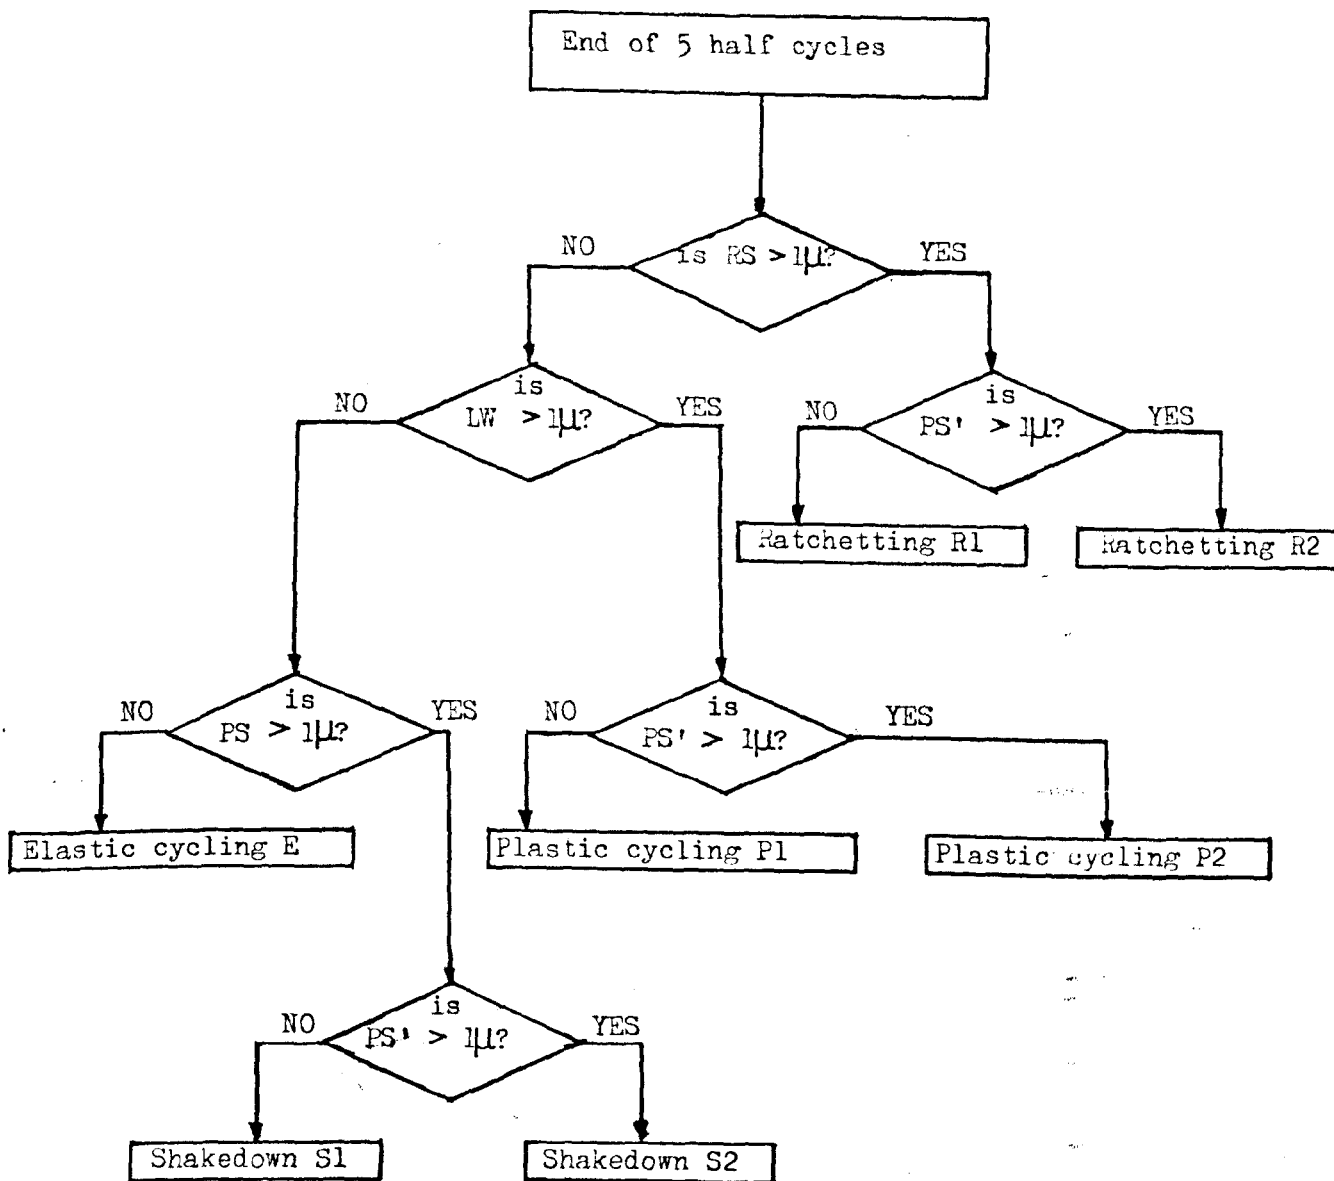 End of 5 half cycles
NO
is RS > 1μ?
YES
NO
is
LW > 1μ?
YES
NO
is
PS' > 1μ?
YES
Ratchetting R1
Ratchetting R2
NO
is
PS > 1μ?
YES
NO
is
PS' > 1μ?
YES
Elastic cycling E
Plastic cycling P1
Plastic cycling P2
NO
is
PS' > 1μ?
YES
Shakedown S1
Shakedown S2